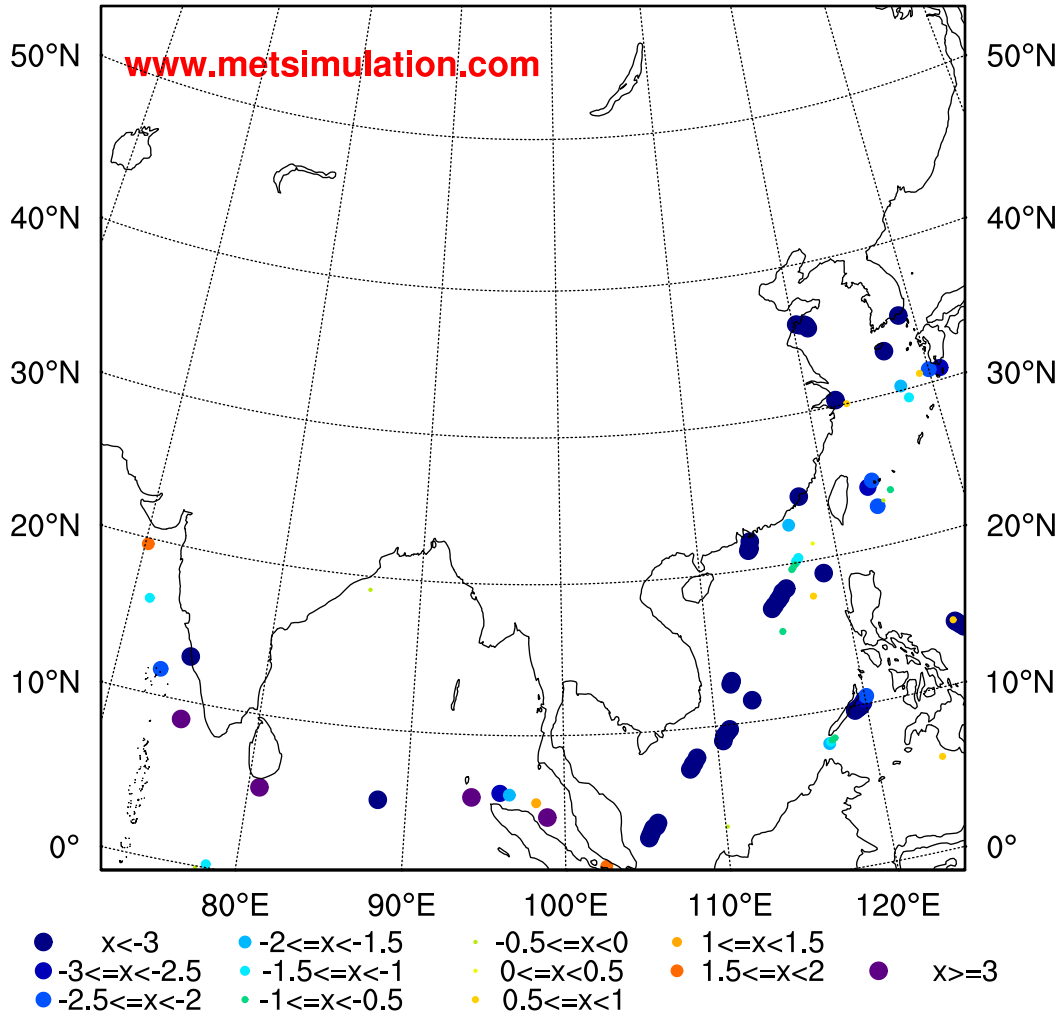 www.metsimulation.com
50°N 50°N
40°N 40°N
30°N 30°N
20°N 20°N
10°N 10°N
0° 0°
80°E 90°E 100°E 110°E 120°E
x<-3 -2<=x<-1.5 -0.5<=x<0 1<=x<1.5
-3<=x<-2.5 -1.5<=x<-1 0<=x<0.5 1.5<=x<2 x>=3
-2.5<=x<-2 -1<=x<-0.5 0.5<=x<1